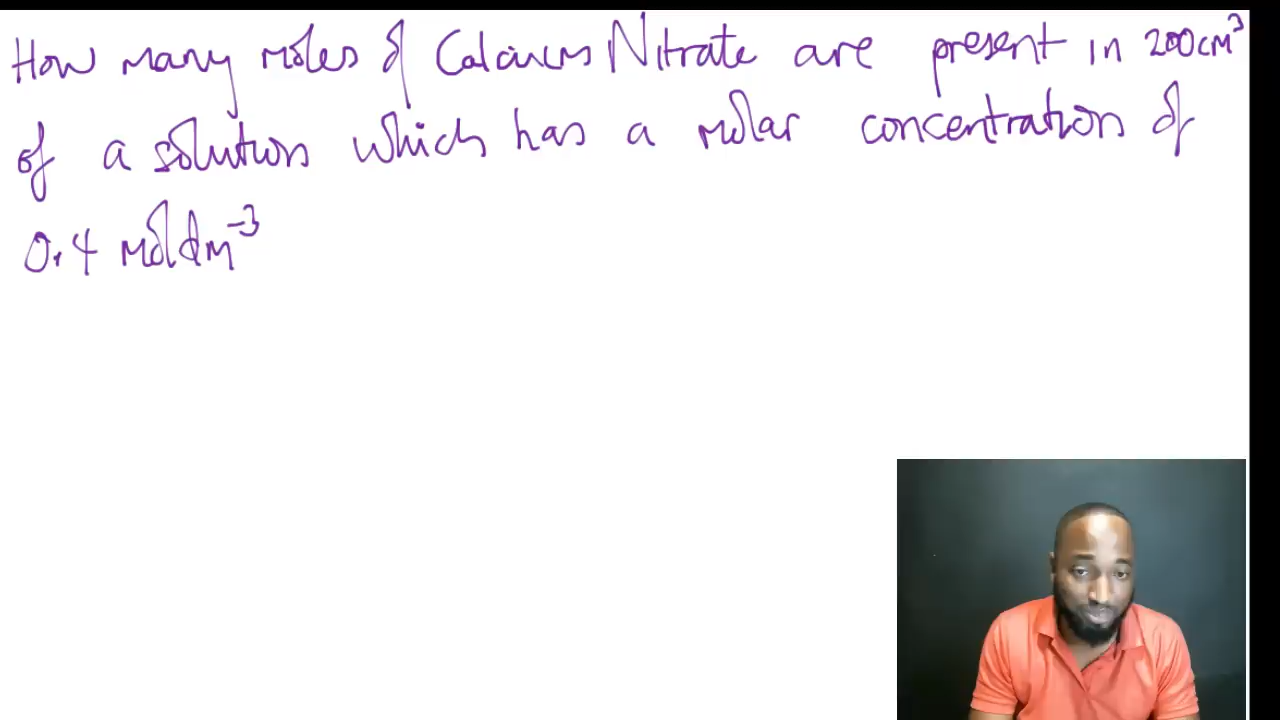 How many moles of Calcium Nitrate are present in 200cm³
of a solution which has a molar concentration of
0.4 moldm⁻³